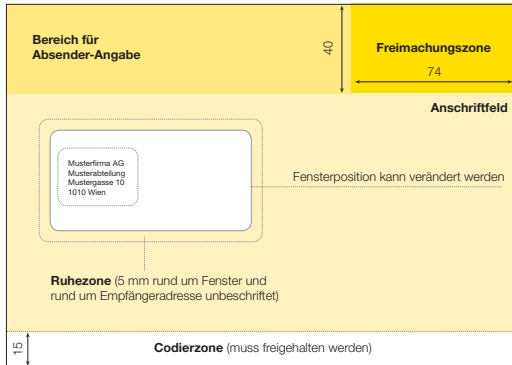 Bereich für
Absender-Angabe
40
Freimachungszone
74
Anschriftfeld
Musterfirma AG
Musterabteilung
Mustergasse 10
1010 Wien
Fensterposition kann verändert werden
Ruhezone (5 mm rund um Fenster und
rund um Empfängeradresse unbeschriftet)
15
Codierzone (muss freigehalten werden)